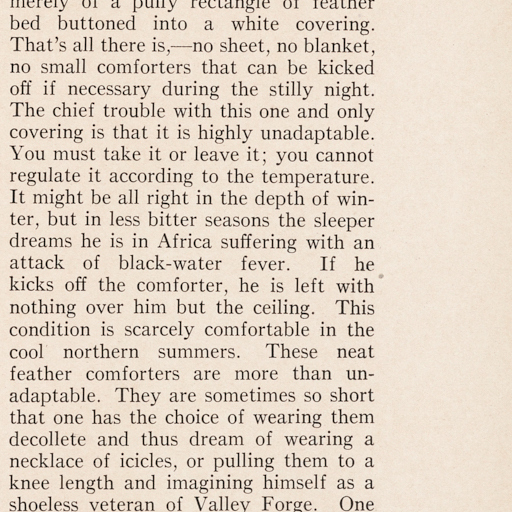 merely of a puffy rectangle of feather
bed buttoned into a white covering.
That's all there is,—no sheet, no blanket,
no small comforters that can be kicked
off if necessary during the stilly night.
The chief trouble with this one and only
covering is that it is highly unadaptable.
You must take it or leave it; you cannot
regulate it according to the temperature.
It might be all right in the depth of win-
ter, but in less bitter seasons the sleeper
dreams he is in Africa suffering with an
attack of black-water fever. If he
kicks off the comforter, he is left with
nothing over him but the ceiling. This
condition is scarcely comfortable in the
cool northern summers. These neat
feather comforters are more than un-
adaptable. They are sometimes so short
that one has the choice of wearing them
decollete and thus dream of wearing a
necklace of icicles, or pulling them to a
knee length and imagining himself as a
shoeless veteran of Valley Forge. One